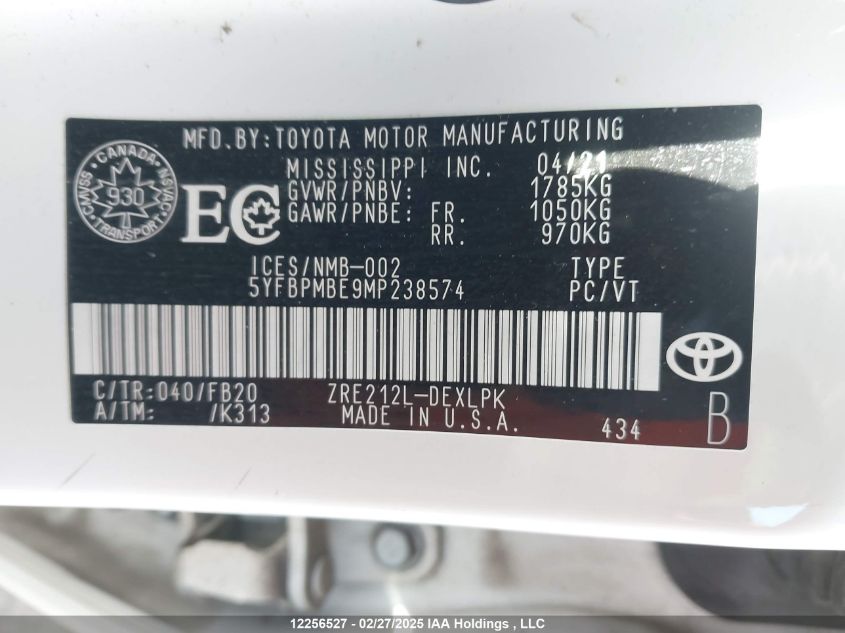 MFD.BY:TOYOTA MOTOR MANUFACTURING
MISSISSIPPI INC. 04/21
GVWR/PNBV: 1785KG
GAWR/PNBE: FR. 1050KG
RR. 970KG
CANADA
NSVAC
TRANSPORT
CMVSS
930
EC
ICES/NMB-002 TYPE
5YFBPMBE9MP238574 PC/VT
C/TR:040/FB20 ZRE212L-DEXLPK
A/TM: /K313 MADE IN U.S.A.
434 B
12256527 - 02/27/2025 IAA Holdings , LLC